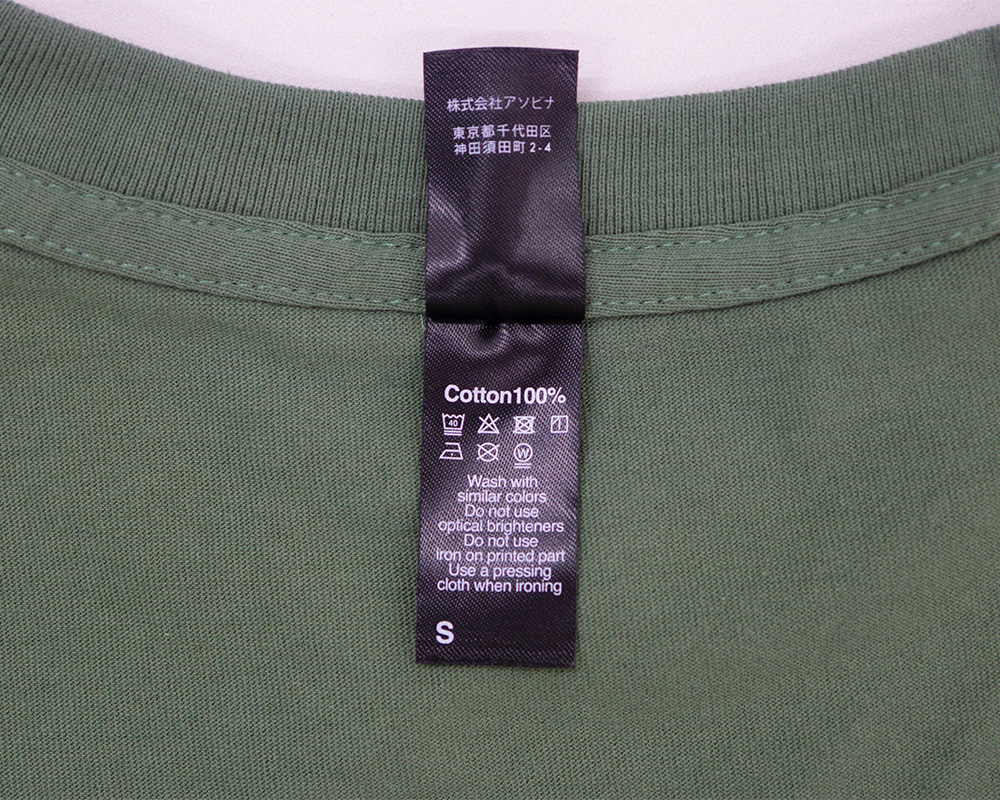 株式会社アソビナ
東京都千代田区
神田須田町2-4
Cotton100%
40
W
Wash with
similar colors
Do not use
optical brighteners
Do not use
iron on printed part
Use a pressing
cloth when ironing
S